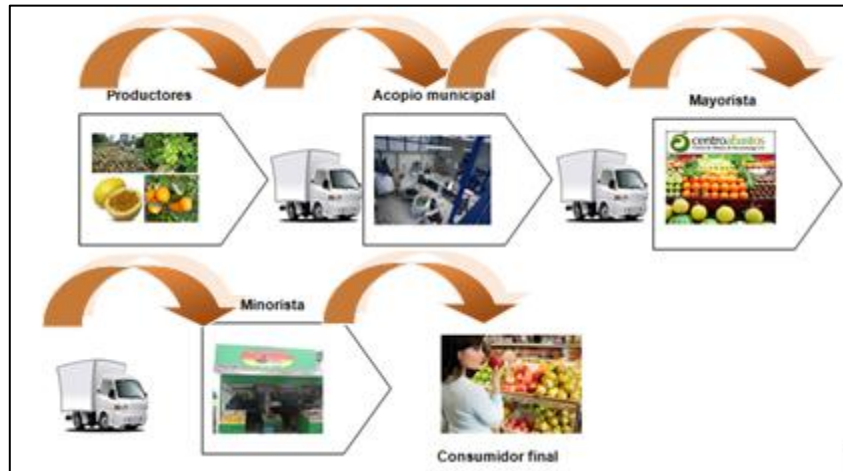 Productores
Acopio municipal
Mayorista
centroabastos
Minorista
Consumidor final